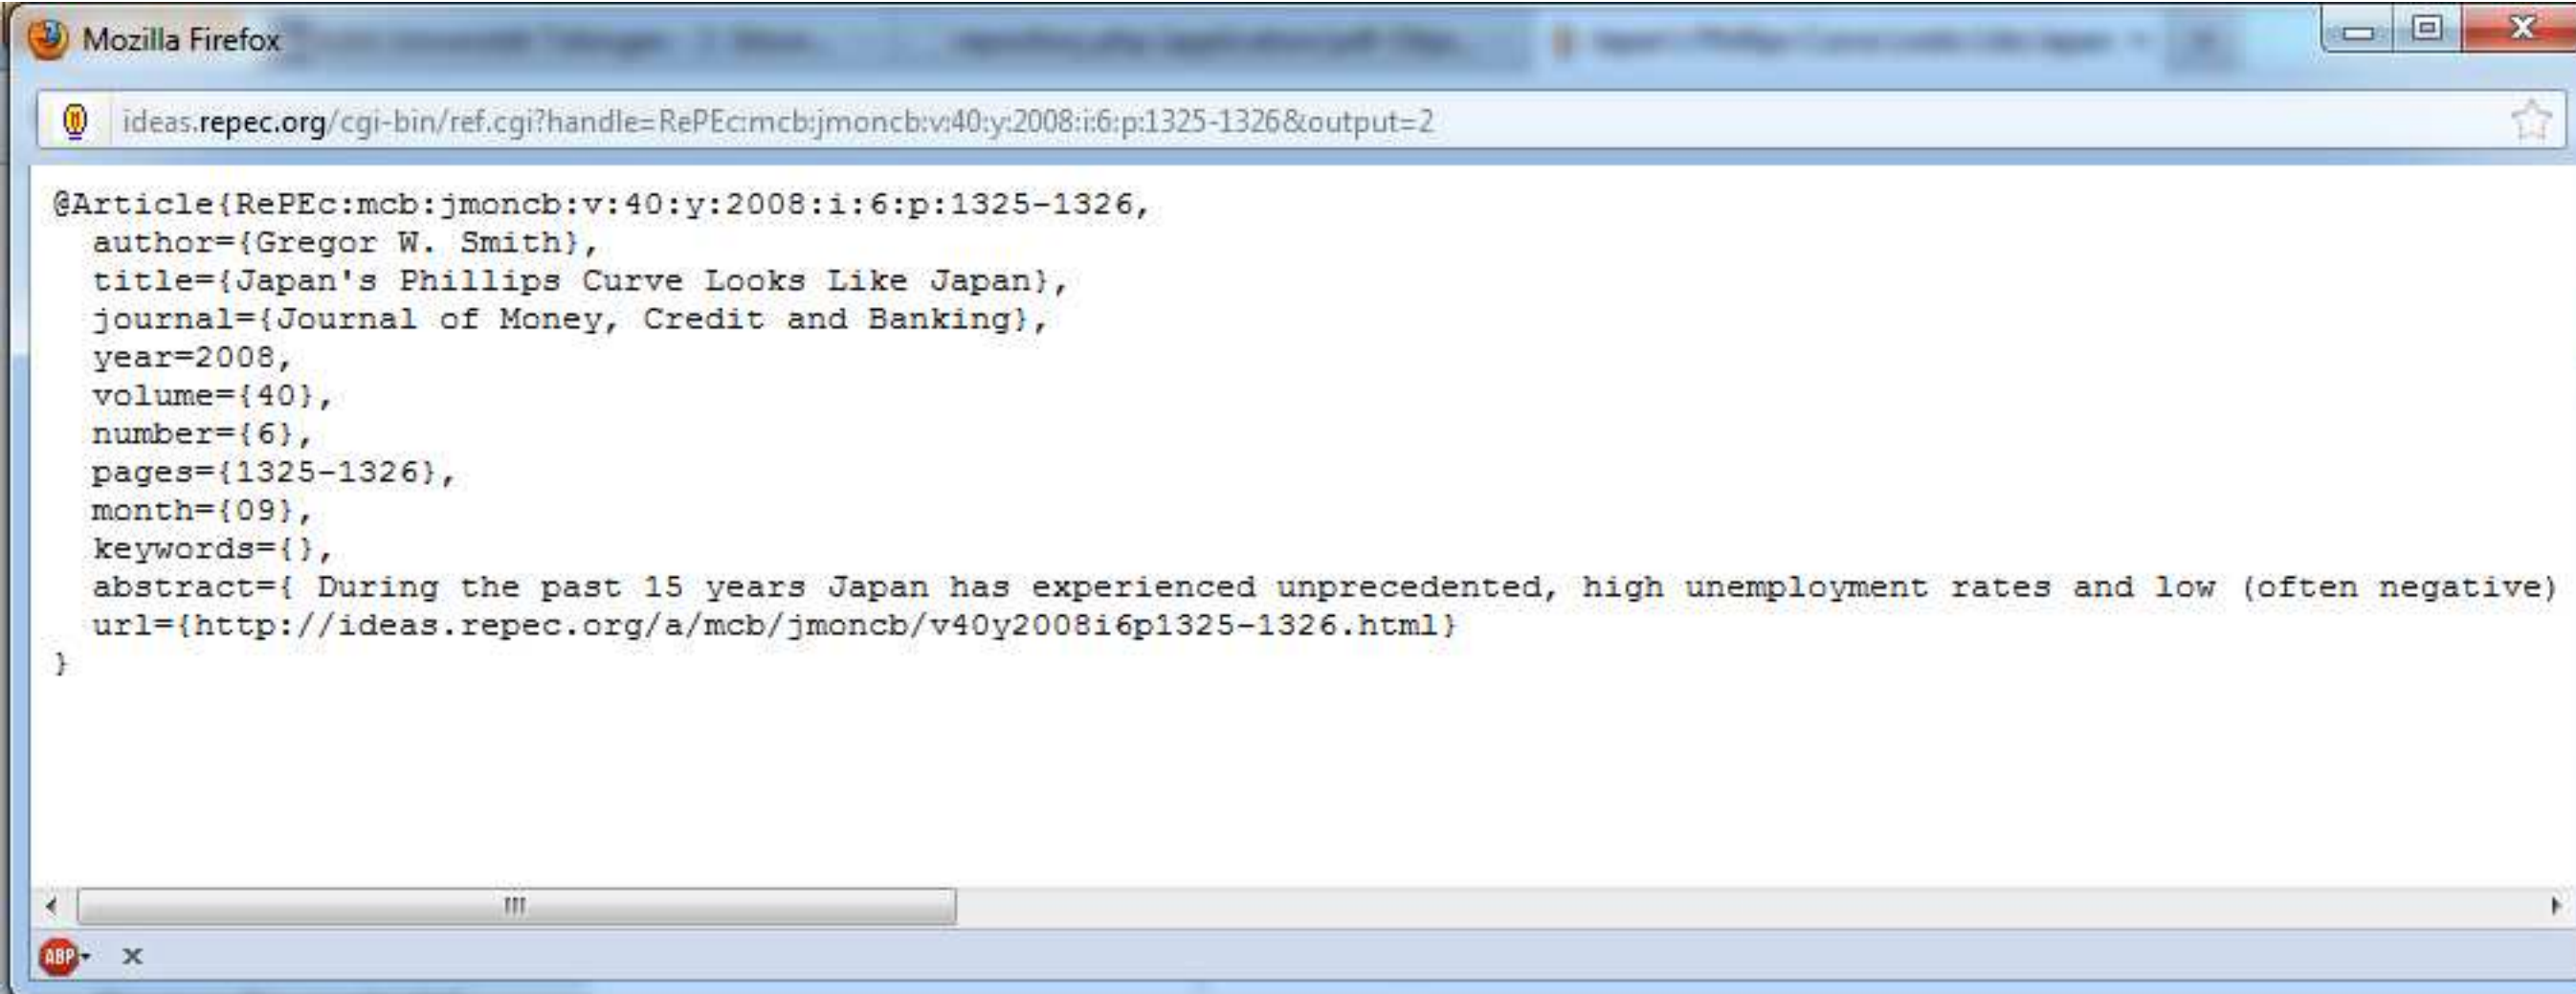 Mozilla Firefox
ideas.repec.org/cgi-bin/ref.cgi?handle=RePEc:mcb:jmoncb:v:40:y:2008:i:6:p:1325-1326&output=2
@Article{RePEc:mcb:jmoncb:v:40:y:2008:i:6:p:1325-1326,
author={Gregor W. Smith},
title={Japan's Phillips Curve Looks Like Japan},
journal={Journal of Money, Credit and Banking},
year=2008,
volume={40},
number={6},
pages={1325-1326},
month={09},
keywords={},
abstract={ During the past 15 years Japan has experienced unprecedented, high unemployment rates and low (often negative)
url={http://ideas.repec.org/a/mcb/jmoncb/v40y2008i6p1325-1326.html}
}
ABP